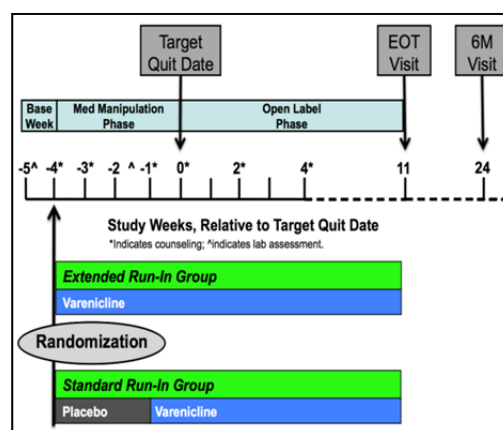 Target
Quit Date
EOT
Visit
6M
Visit
Base
Week
Med Manipulation
Phase
Open Label
Phase
-5^ -4* -3* -2 ^ -1* 0* 2* 4* 11 24
Study Weeks, Relative to Target Quit Date
*Indicates counseling; ^indicates lab assessment.
Extended Run-In Group
Varenicline
Randomization
Standard Run-In Group
Placebo Varenicline